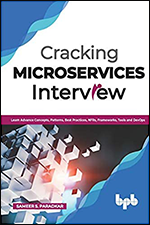 Cracking
MICROSERVICES
Interview
Learn Advance Concepts, Patterns, Best Practices, NFRs, Frameworks, Tools and DevOps
SAMEER S. PARADKAR
bpb